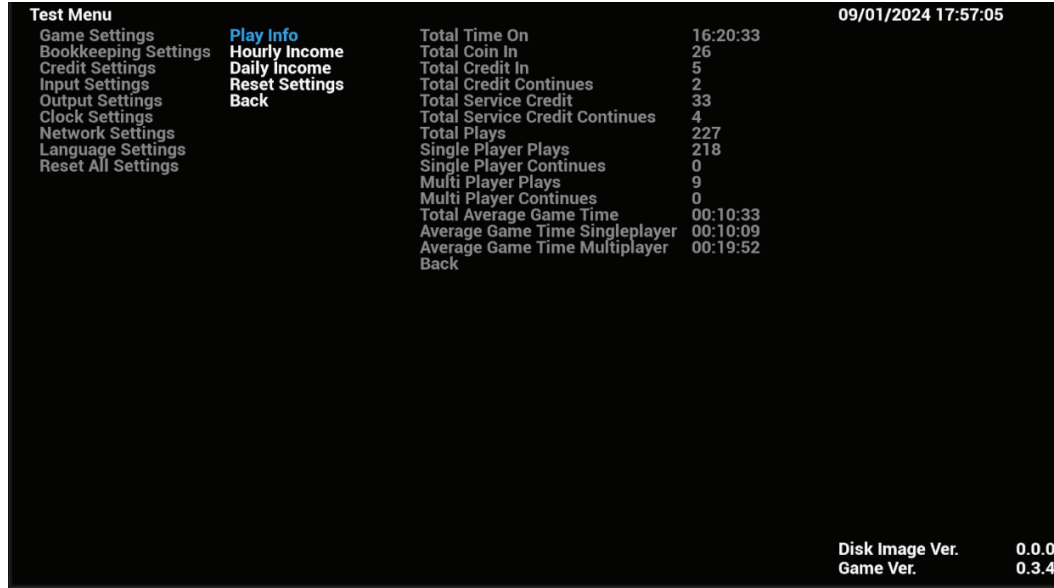 Test Menu 09/01/2024 17:57:05
Game Settings Play Info Total Time On 16:20:33
Bookkeeping Settings Hourly Income Total Coin In 26
Credit Settings Daily Income Total Credit In 5
Input Settings Reset Settings Total Credit Continues 2
Output Settings Back Total Service Credit 33
Clock Settings Total Service Credit Continues 4
Network Settings Total Plays 227
Language Settings Single Player Plays 218
Reset All Settings Single Player Continues 0
Multi Player Plays 9
Multi Player Continues 0
Total Average Game Time 00:10:33
Average Game Time Singleplayer 00:10:09
Average Game Time Multiplayer 00:19:52
Back
Disk Image Ver. 0.0.0
Game Ver. 0.3.4